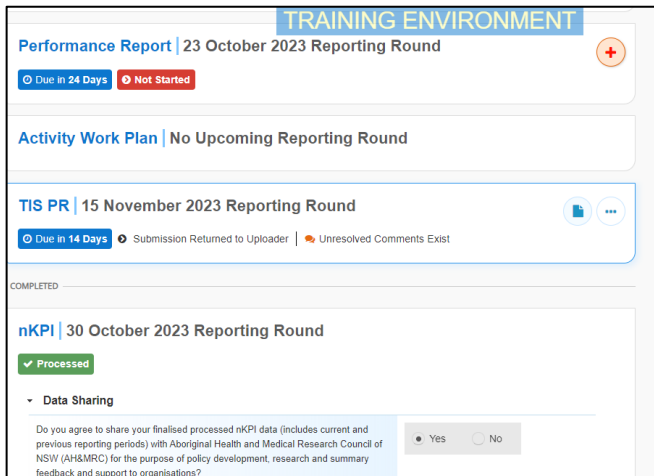 TRAINING ENVIRONMENT
Performance Report | 23 October 2023 Reporting Round
Due in 24 Days Not Started
Activity Work Plan | No Upcoming Reporting Round
TIS PR | 15 November 2023 Reporting Round
Due in 14 Days Submission Returned to Uploader | Unresolved Comments Exist
COMPLETED
nKPI | 30 October 2023 Reporting Round
Processed
Data Sharing
Do you agree to share your finalised processed nKPI data (includes current and
previous reporting periods) with Aboriginal Health and Medical Research Council of
NSW (AH&MRC) for the purpose of policy development, research and summary
feedback and support to organisations?
Yes No